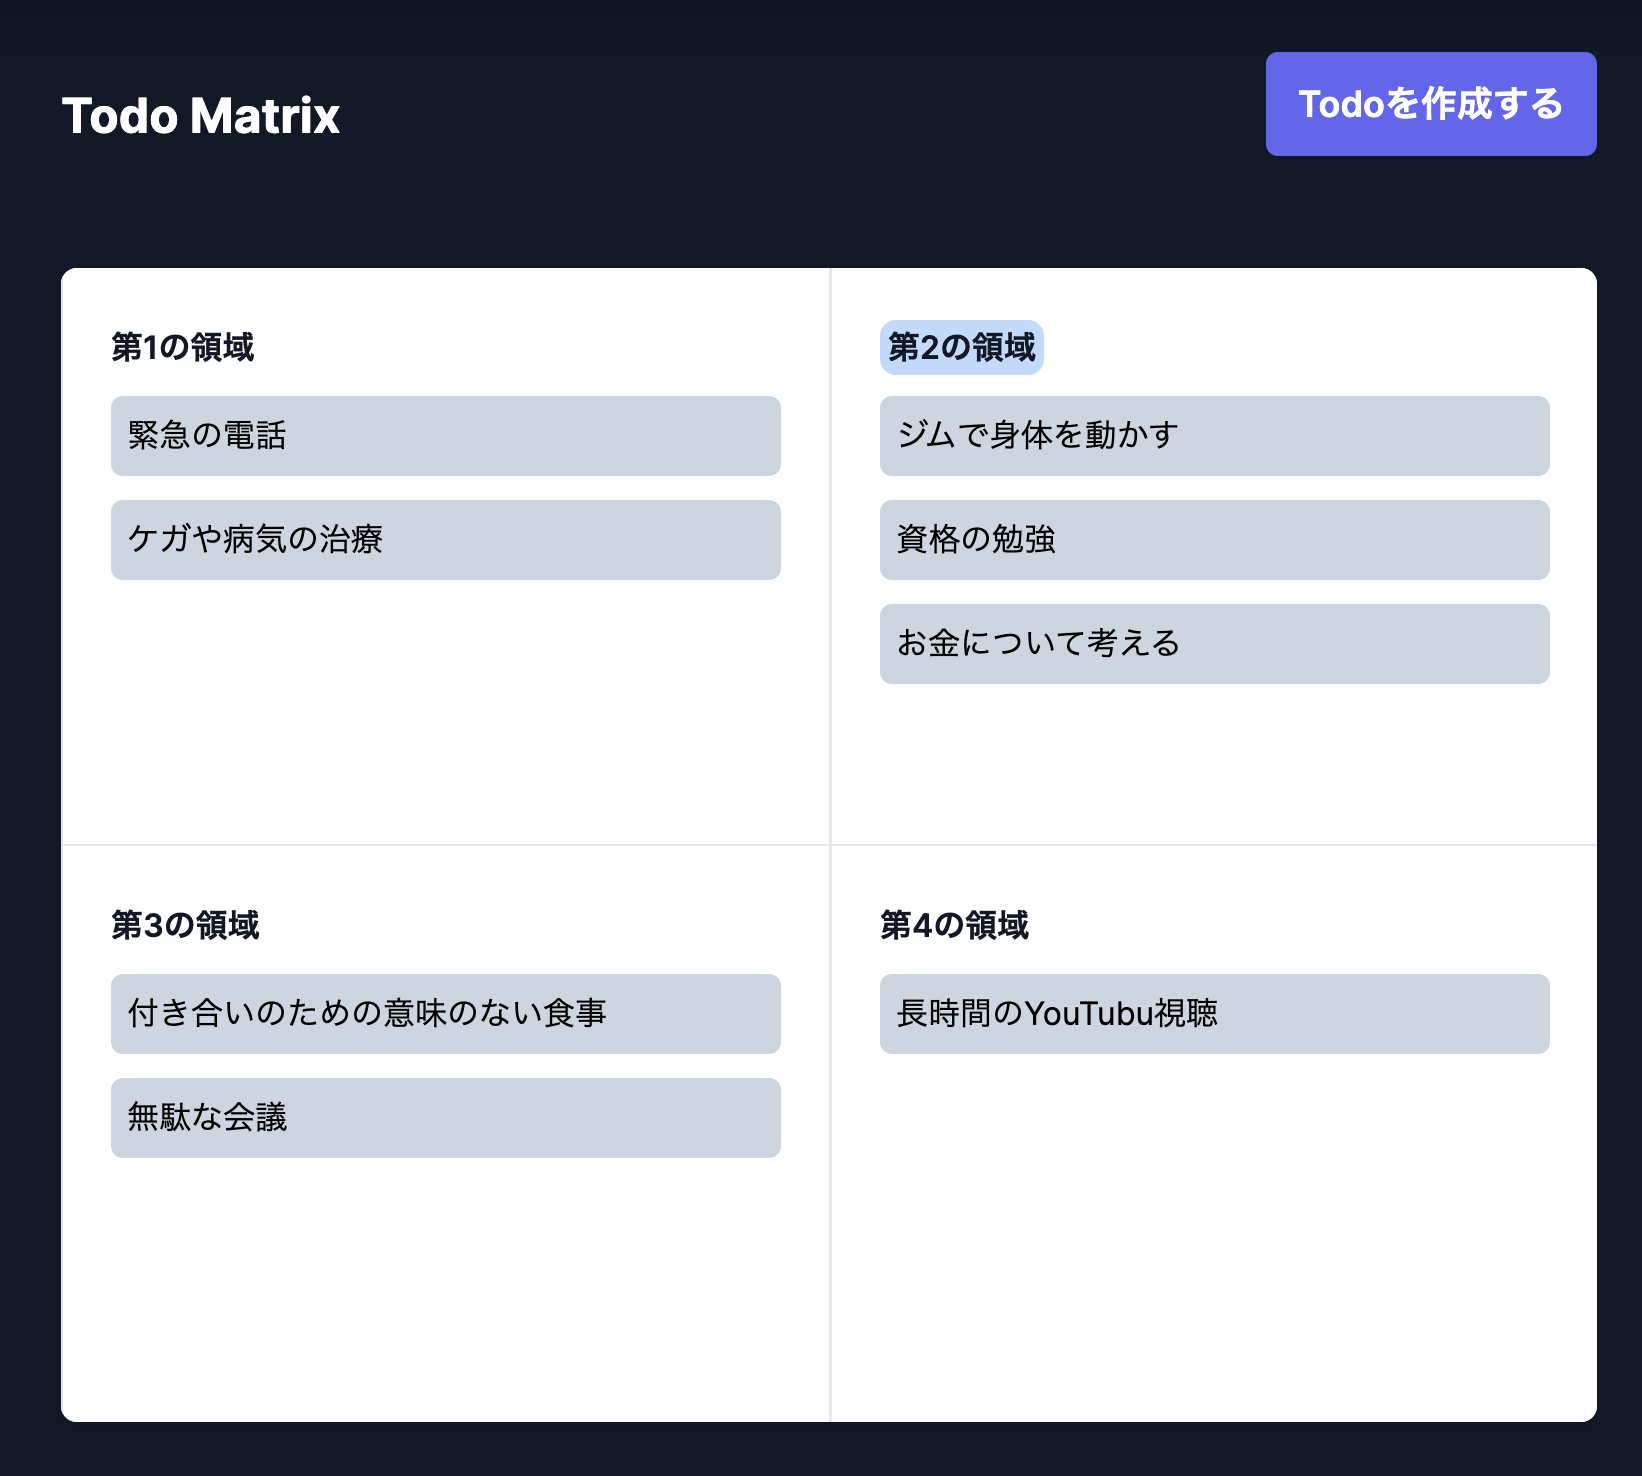 Todo Matrix
Todoを作成する
第1の領域
緊急の電話
ケガや病気の治療
第2の領域
ジムで身体を動かす
資格の勉強
お金について考える
第3の領域
付き合いのための意味のない食事
無駄な会議
第4の領域
長時間のYouTubu視聴